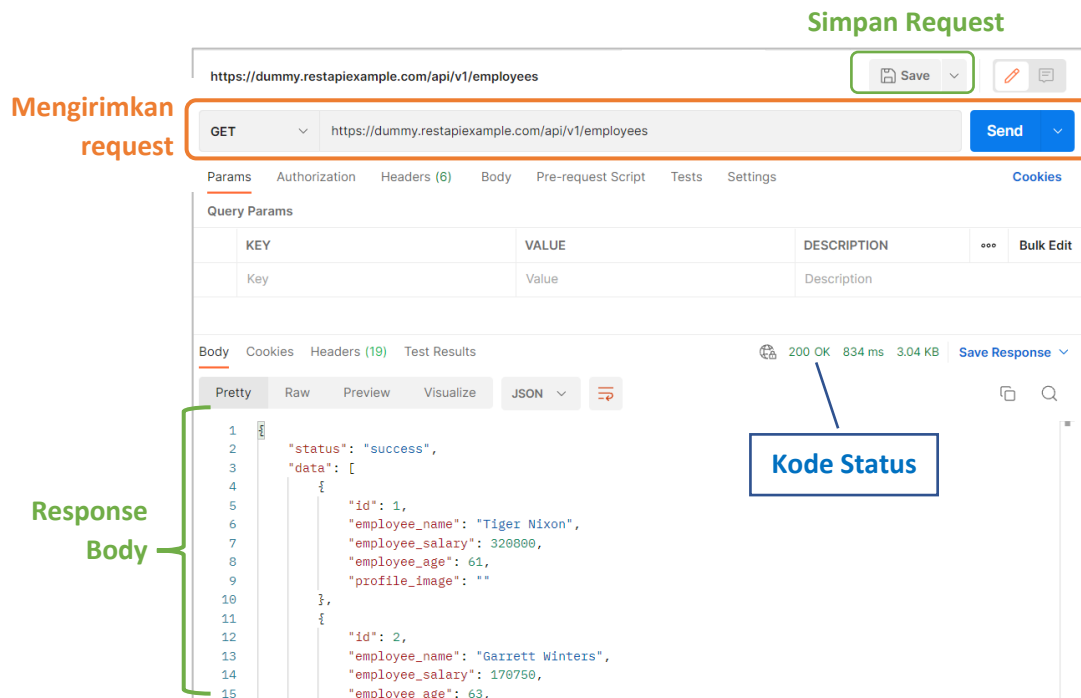 Simpan Request
https://dummy.restapiexample.com/api/v1/employees
Save
Mengirimkan
request
GET https://dummy.restapiexample.com/api/v1/employees Send
Params Authorization Headers (6) Body Pre-request Script Tests Settings Cookies
Query Params
KEY VALUE DESCRIPTION ooo Bulk Edit
Key Value Description
Body Cookies Headers (19) Test Results 200 OK 834 ms 3.04 KB Save Response
Pretty Raw Preview Visualize JSON
Kode Status
Response
Body
1 {
2 "status": "success",
3 "data": [
4 {
5 "id": 1,
6 "employee_name": "Tiger Nixon",
7 "employee_salary": 320800,
8 "employee_age": 61,
9 "profile_image": ""
10 },
11 {
12 "id": 2,
13 "employee_name": "Garrett Winters",
14 "employee_salary": 170750,
15 "employee_age": 63,